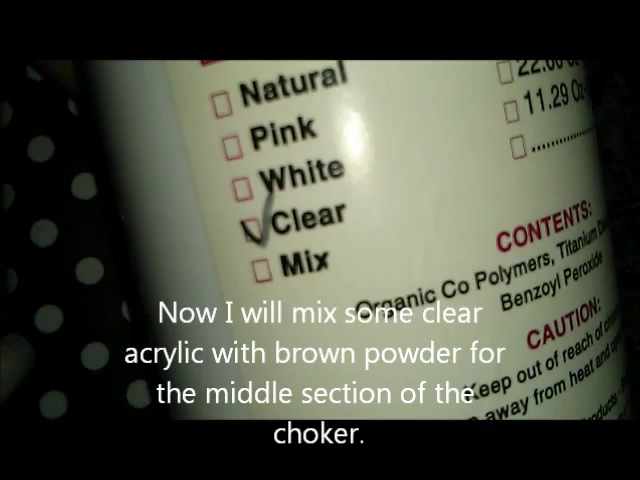 Natural
Pink
White
Clear
Mix
11.29 Oz
CONTENTS:
Organic Co Polymers, Titanium
Benzoyl Peroxide
CAUTION:
Keep out of reach of
away from heat and
Now I will mix some clear
acrylic with brown powder for
the middle section of the
choker.